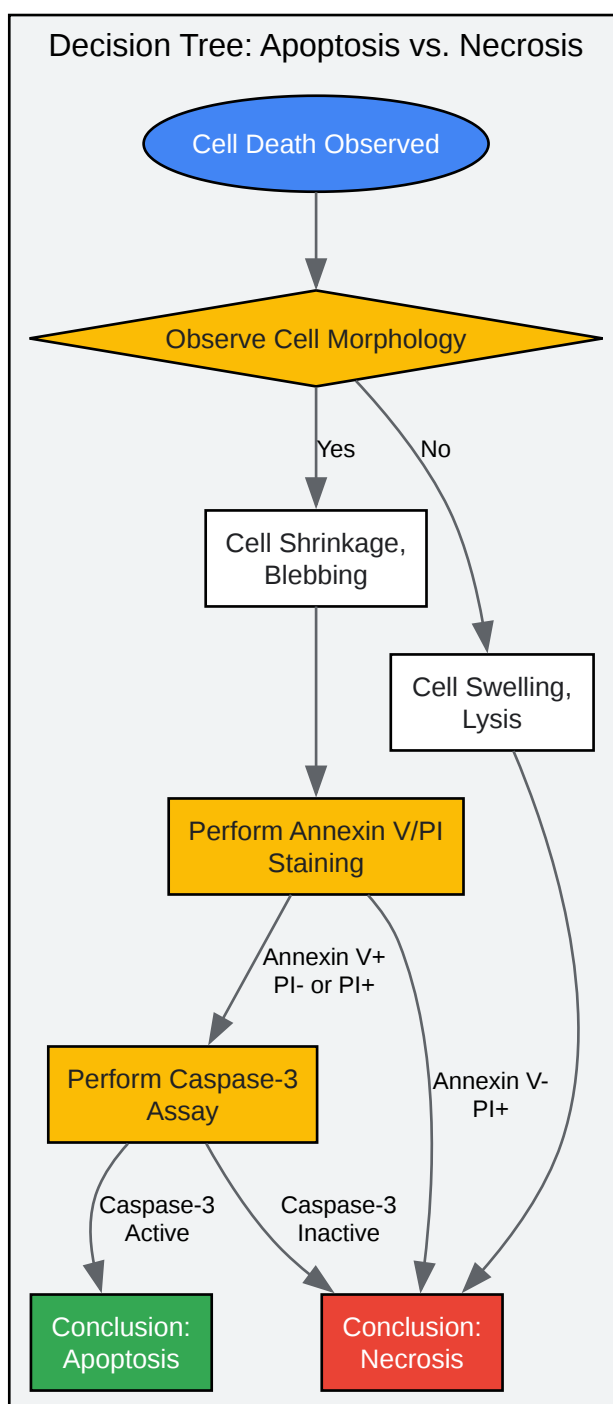 Decision Tree: Apoptosis vs. Necrosis
Cell Death Observed
Observe Cell Morphology
Yes
No
Cell Shrinkage,
Blebbing
Cell Swelling,
Lysis
Perform Annexin V/PI
Staining
Annexin V+
PI- or PI+
Perform Caspase-3
Assay
Annexin V-
PI+
Caspase-3
Active
Caspase-3
Inactive
Conclusion:
Apoptosis
Conclusion:
Necrosis